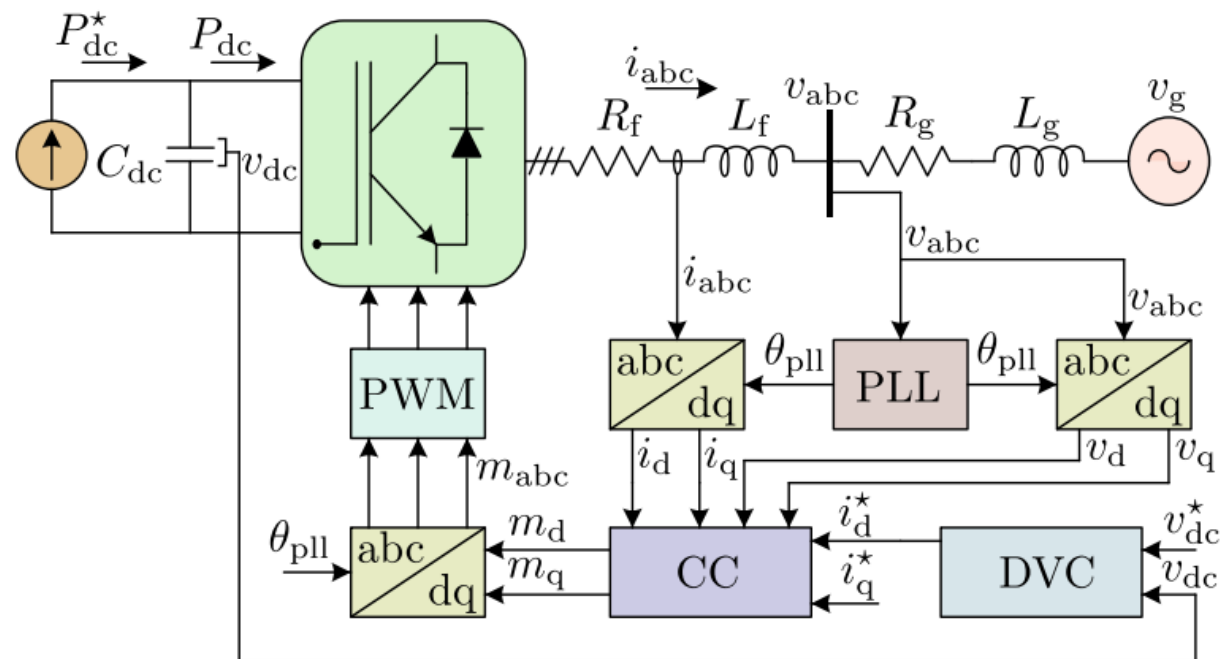 P⋆dc Pdc
iabc
vabc
vg
Rf Lf Rg Lg
Cdc vdc
vabc
iabc
vabc
abc dq
θpll
PLL
θpll
abc dq
PWM
id iq
vd vq
mabc
θpll
abc dq
md
mq
CC
i⋆d
i⋆q
DVC
v⋆dc
vdc